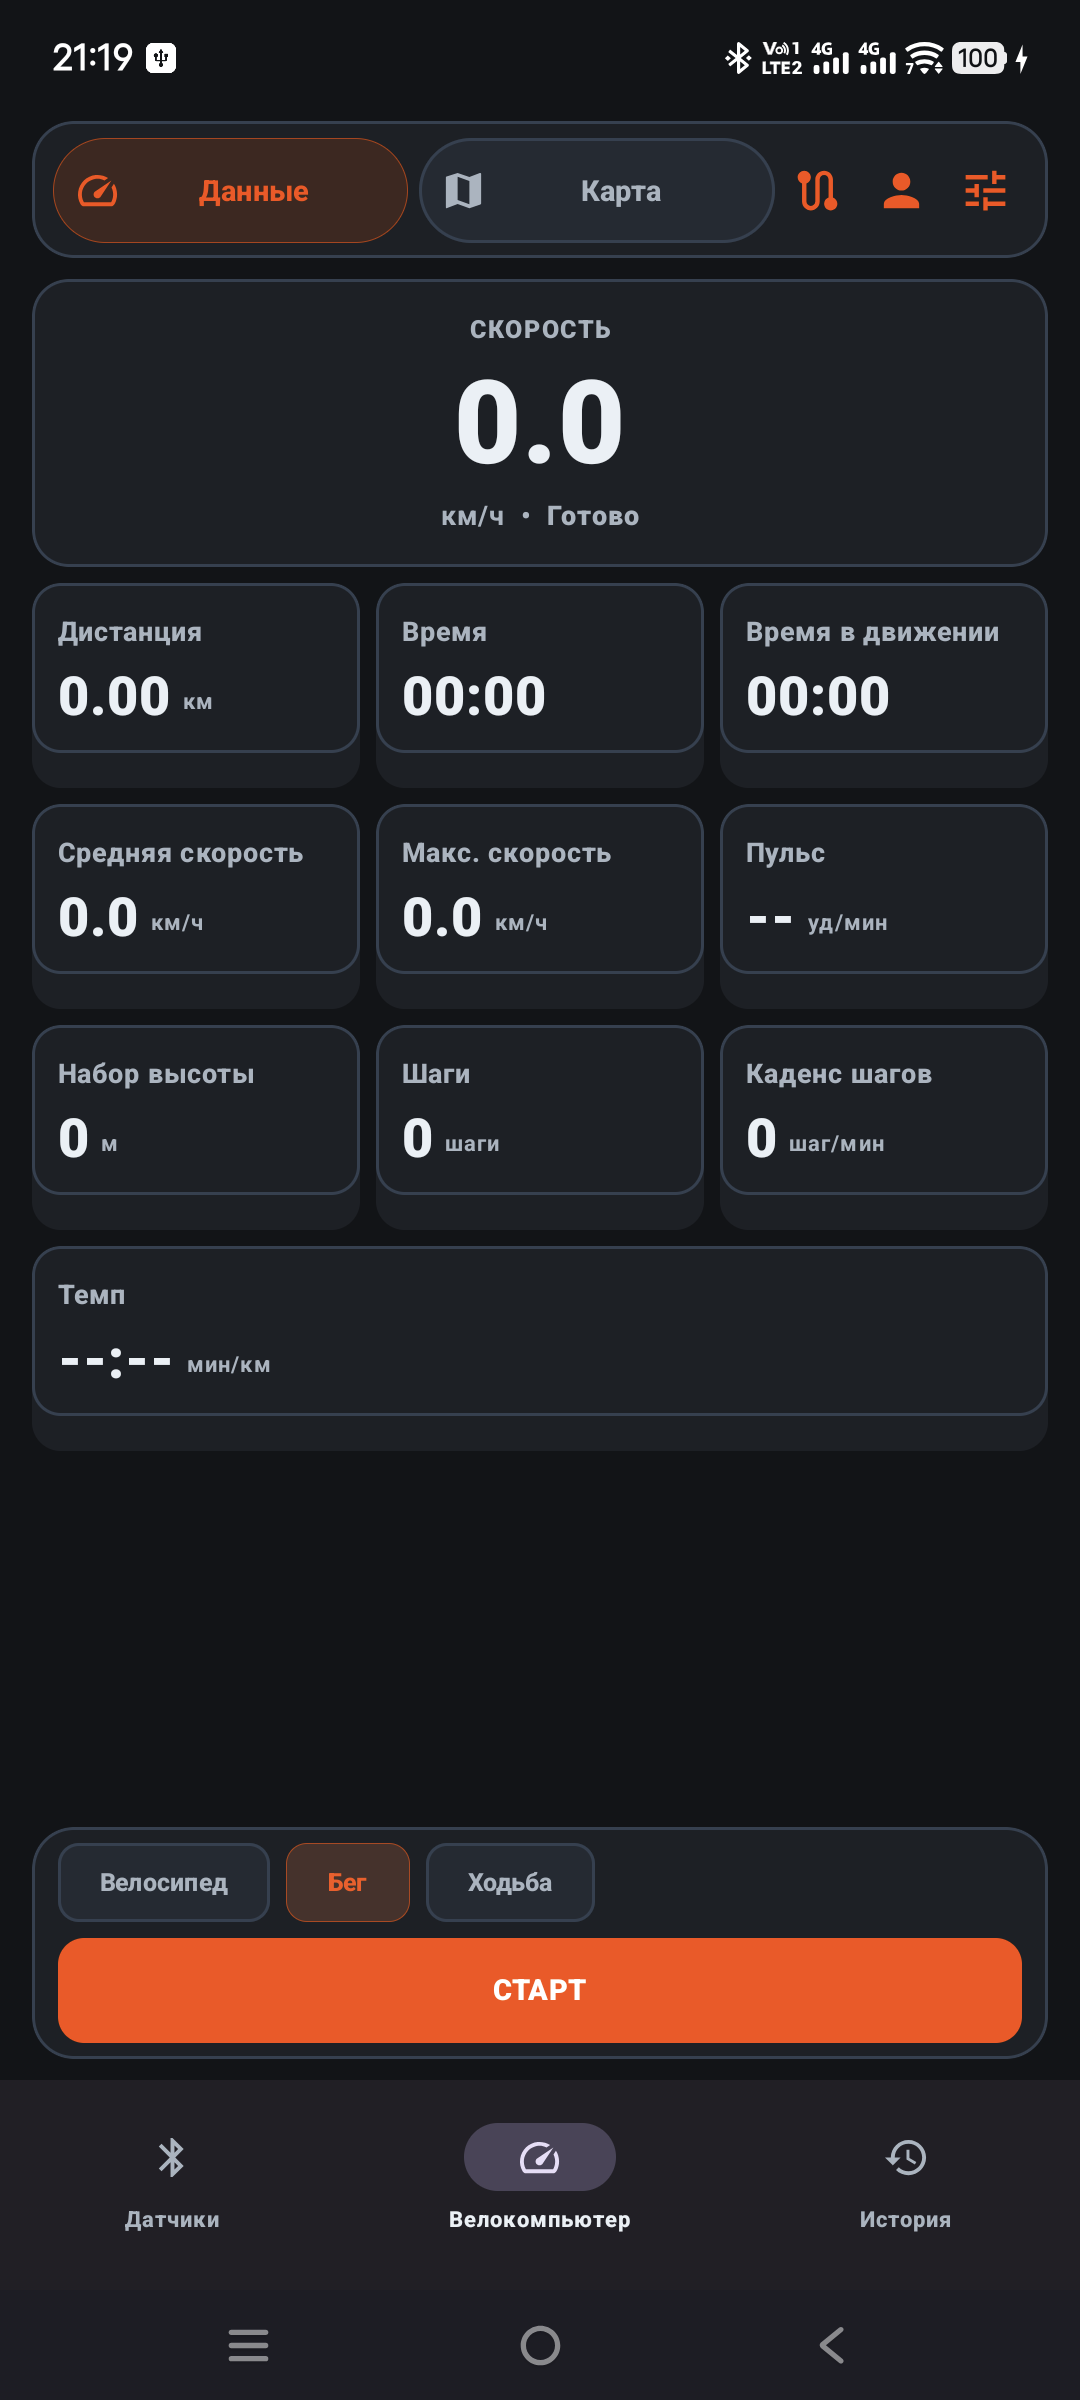 21:19
Vo) 1 LTE2 4G 4G 7 100
Данные
Карта
СКОРОСТЬ
0.0
км/ч • Готово
Дистанция
0.00 км
Время
00:00
Время в движении
00:00
Средняя скорость
0.0 км/ч
Макс. скорость
0.0 км/ч
Пульс
-- уд/мин
Набор высоты
0 м
Шаги
0 шаги
Каденс шагов
0 шаг/мин
Темп
--:-- мин/км
Велосипед
Бег
Ходьба
СТАРТ
Датчики
Велокомпьютер
История